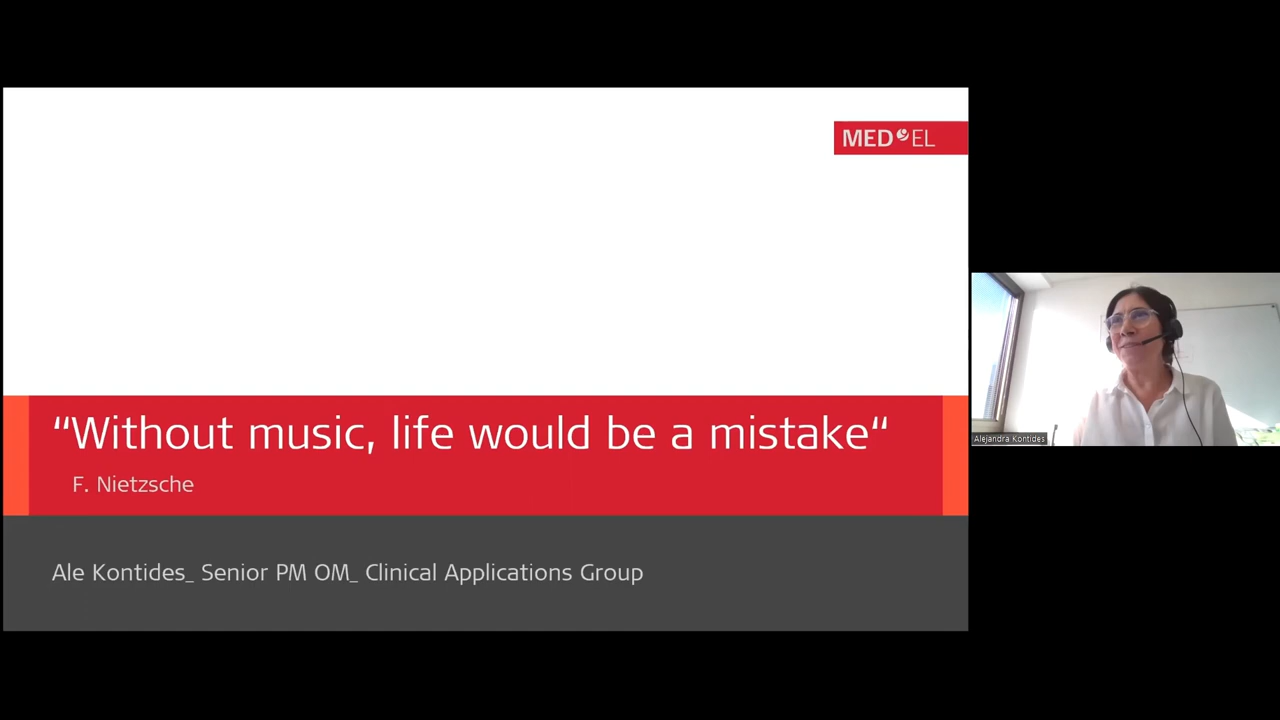 MED EL
“Without music, life would be a mistake“
F. Nietzsche
Ale Kontides_ Senior PM OM_ Clinical Applications Group
Alejandra Kontides